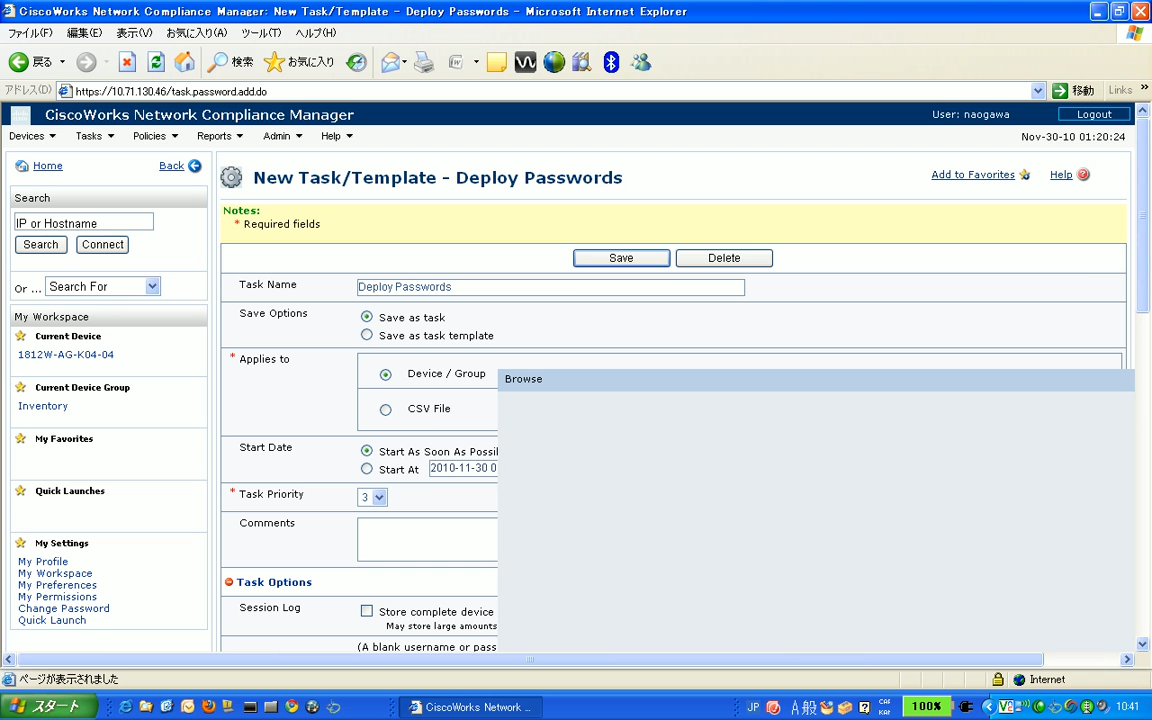 CiscoWorks Network Compliance Manager: New Task/Template - Deploy Passwords - Microsoft Internet Explorer
ファイル(F) 編集(E) 表示(V) お気に入り(A) ツール(T) ヘルプ(H)
戻る 検索 お気に入り
アドレス(D) https://10.71.130.46/task.password.add.do 移動 Links »
CiscoWorks Network Compliance Manager User: naogawa Logout
Devices Tasks Policies Reports Admin Help Nov-30-10 01:20:24
Home Back
New Task/Template - Deploy Passwords Add to Favorites Help
Search
IP or Hostname
Search Connect
Or ... Search For
Notes:
* Required fields
Save Delete
Task Name Deploy Passwords
Save Options Save as task
Save as task template
* Applies to Device / Group
CSV File
Browse
Start Date Start As Soon As Possi
Start At 2010-11-30 0
* Task Priority 3
Comments
Task Options
Session Log Store complete device
May store large amounts
(A blank username or pass
My Workspace
Current Device
1812W-AG-K04-04
Current Device Group
Inventory
My Favorites
Quick Launches
My Settings
My Profile
My Workspace
My Preferences
My Permissions
Change Password
Quick Launch
ページが表示されました Internet
スタート CiscoWorks Network ... JP A 般 CAPS KANA 100% 10:41